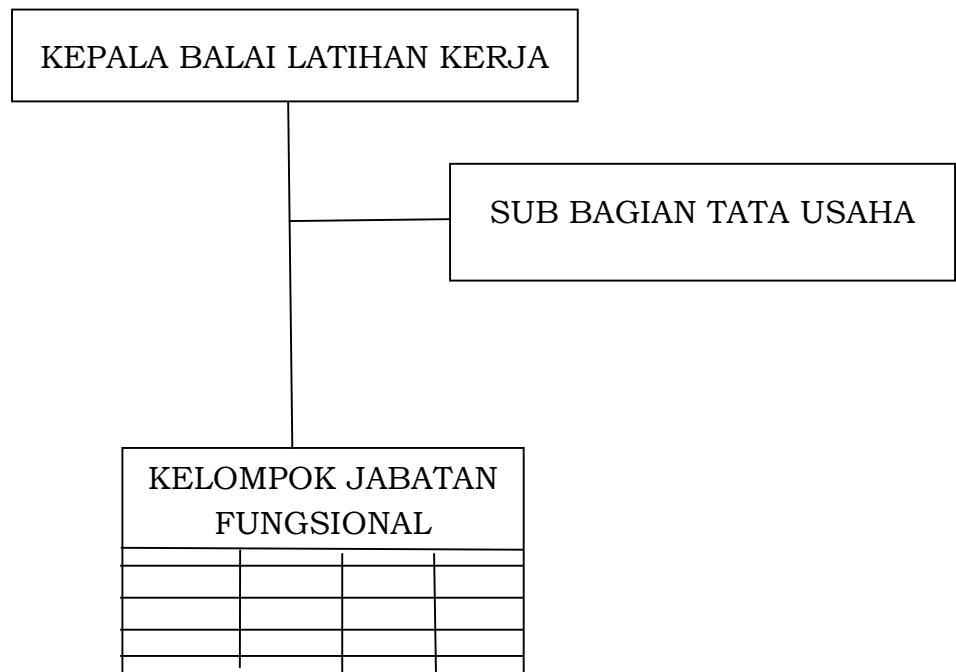 KEPALA BALAI LATIHAN KERJA
SUB BAGIAN TATA USAHA
KELOMPOK JABATAN
FUNGSIONAL